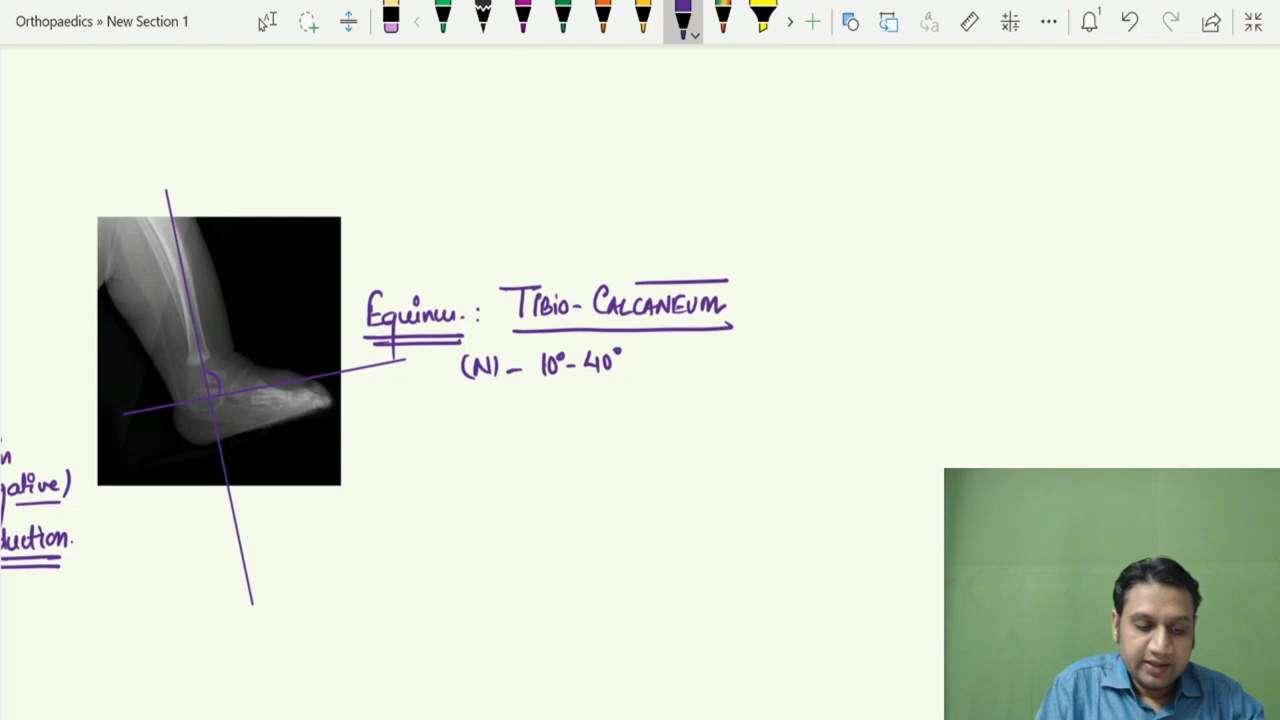 Orthopaedics » New Section 1
Equinus. : TIBIO - CALCANEUM
(N) - 10° - 40°
n
gative)
duction.